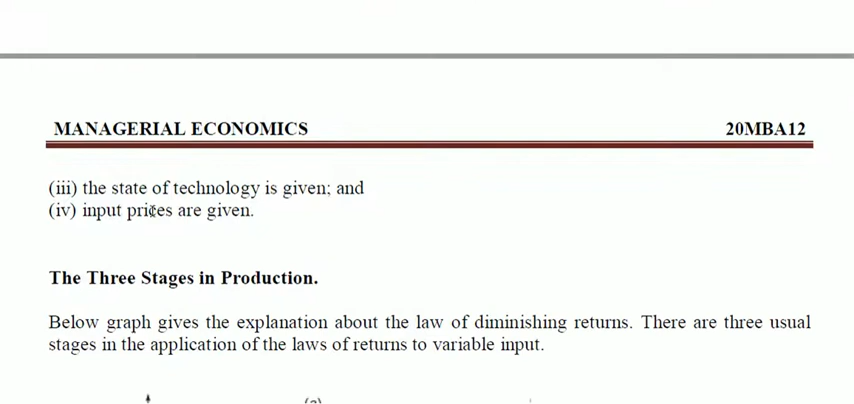 MANAGERIAL ECONOMICS 20MBA12
(iii) the state of technology is given; and
(iv) input prices are given.
The Three Stages in Production.
Below graph gives the explanation about the law of diminishing returns. There are three usual
stages in the application of the laws of returns to variable input.